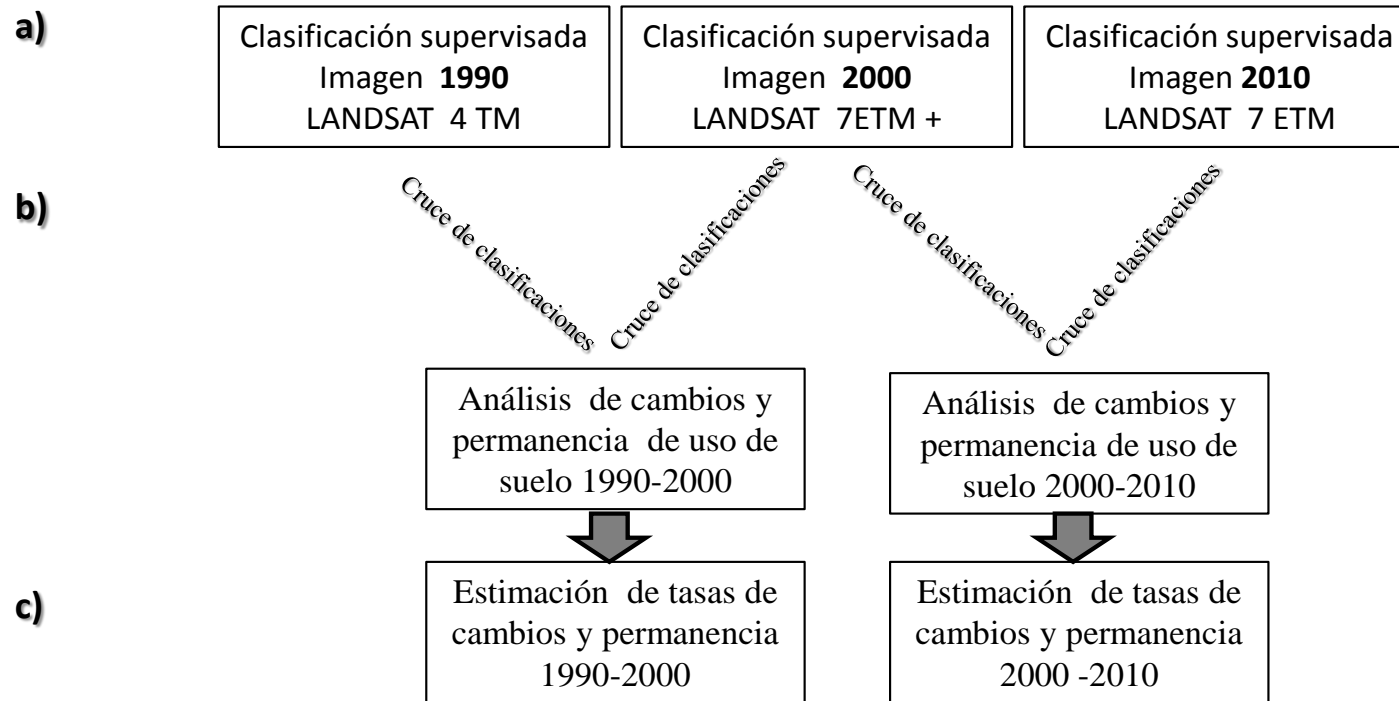 a)
Clasificación supervisada
Imagen 1990
LANDSAT 4 TM
Clasificación supervisada
Imagen 2000
LANDSAT 7ETM +
Clasificación supervisada
Imagen 2010
LANDSAT 7 ETM
b)
Cruce de clasificaciones
Cruce de clasificaciones
Cruce de clasificaciones
Cruce de clasificaciones
Análisis de cambios y
permanencia de uso de
suelo 1990-2000
Análisis de cambios y
permanencia de uso de
suelo 2000-2010
c)
Estimación de tasas de
cambios y permanencia
1990-2000
Estimación de tasas de
cambios y permanencia
2000 -2010